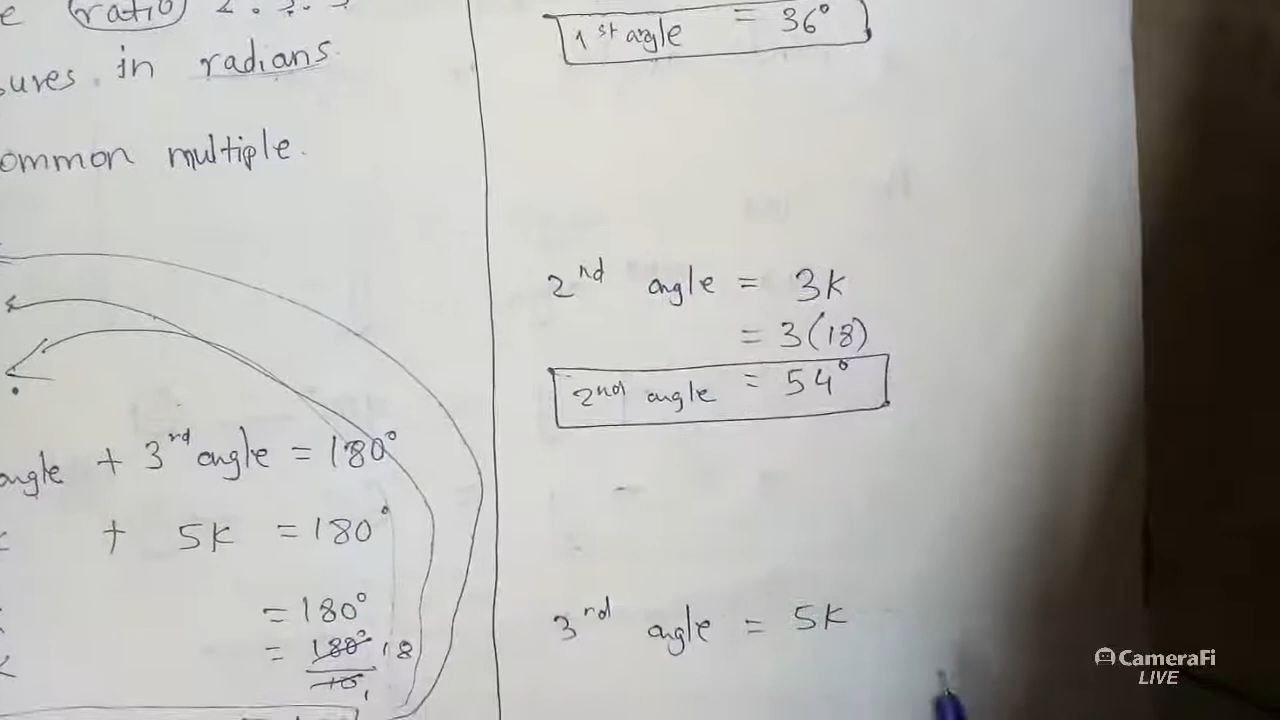 ratio
in radians
ommon multiple.
angle + 3rd angle = 180°
+ 5k = 180°
= 180°
= 180° 18
10 1
1st angle = 36°
2nd angle = 3k
= 3(18)
2nd angle = 54°
3rd angle = 5k
CameraFi
LIVE